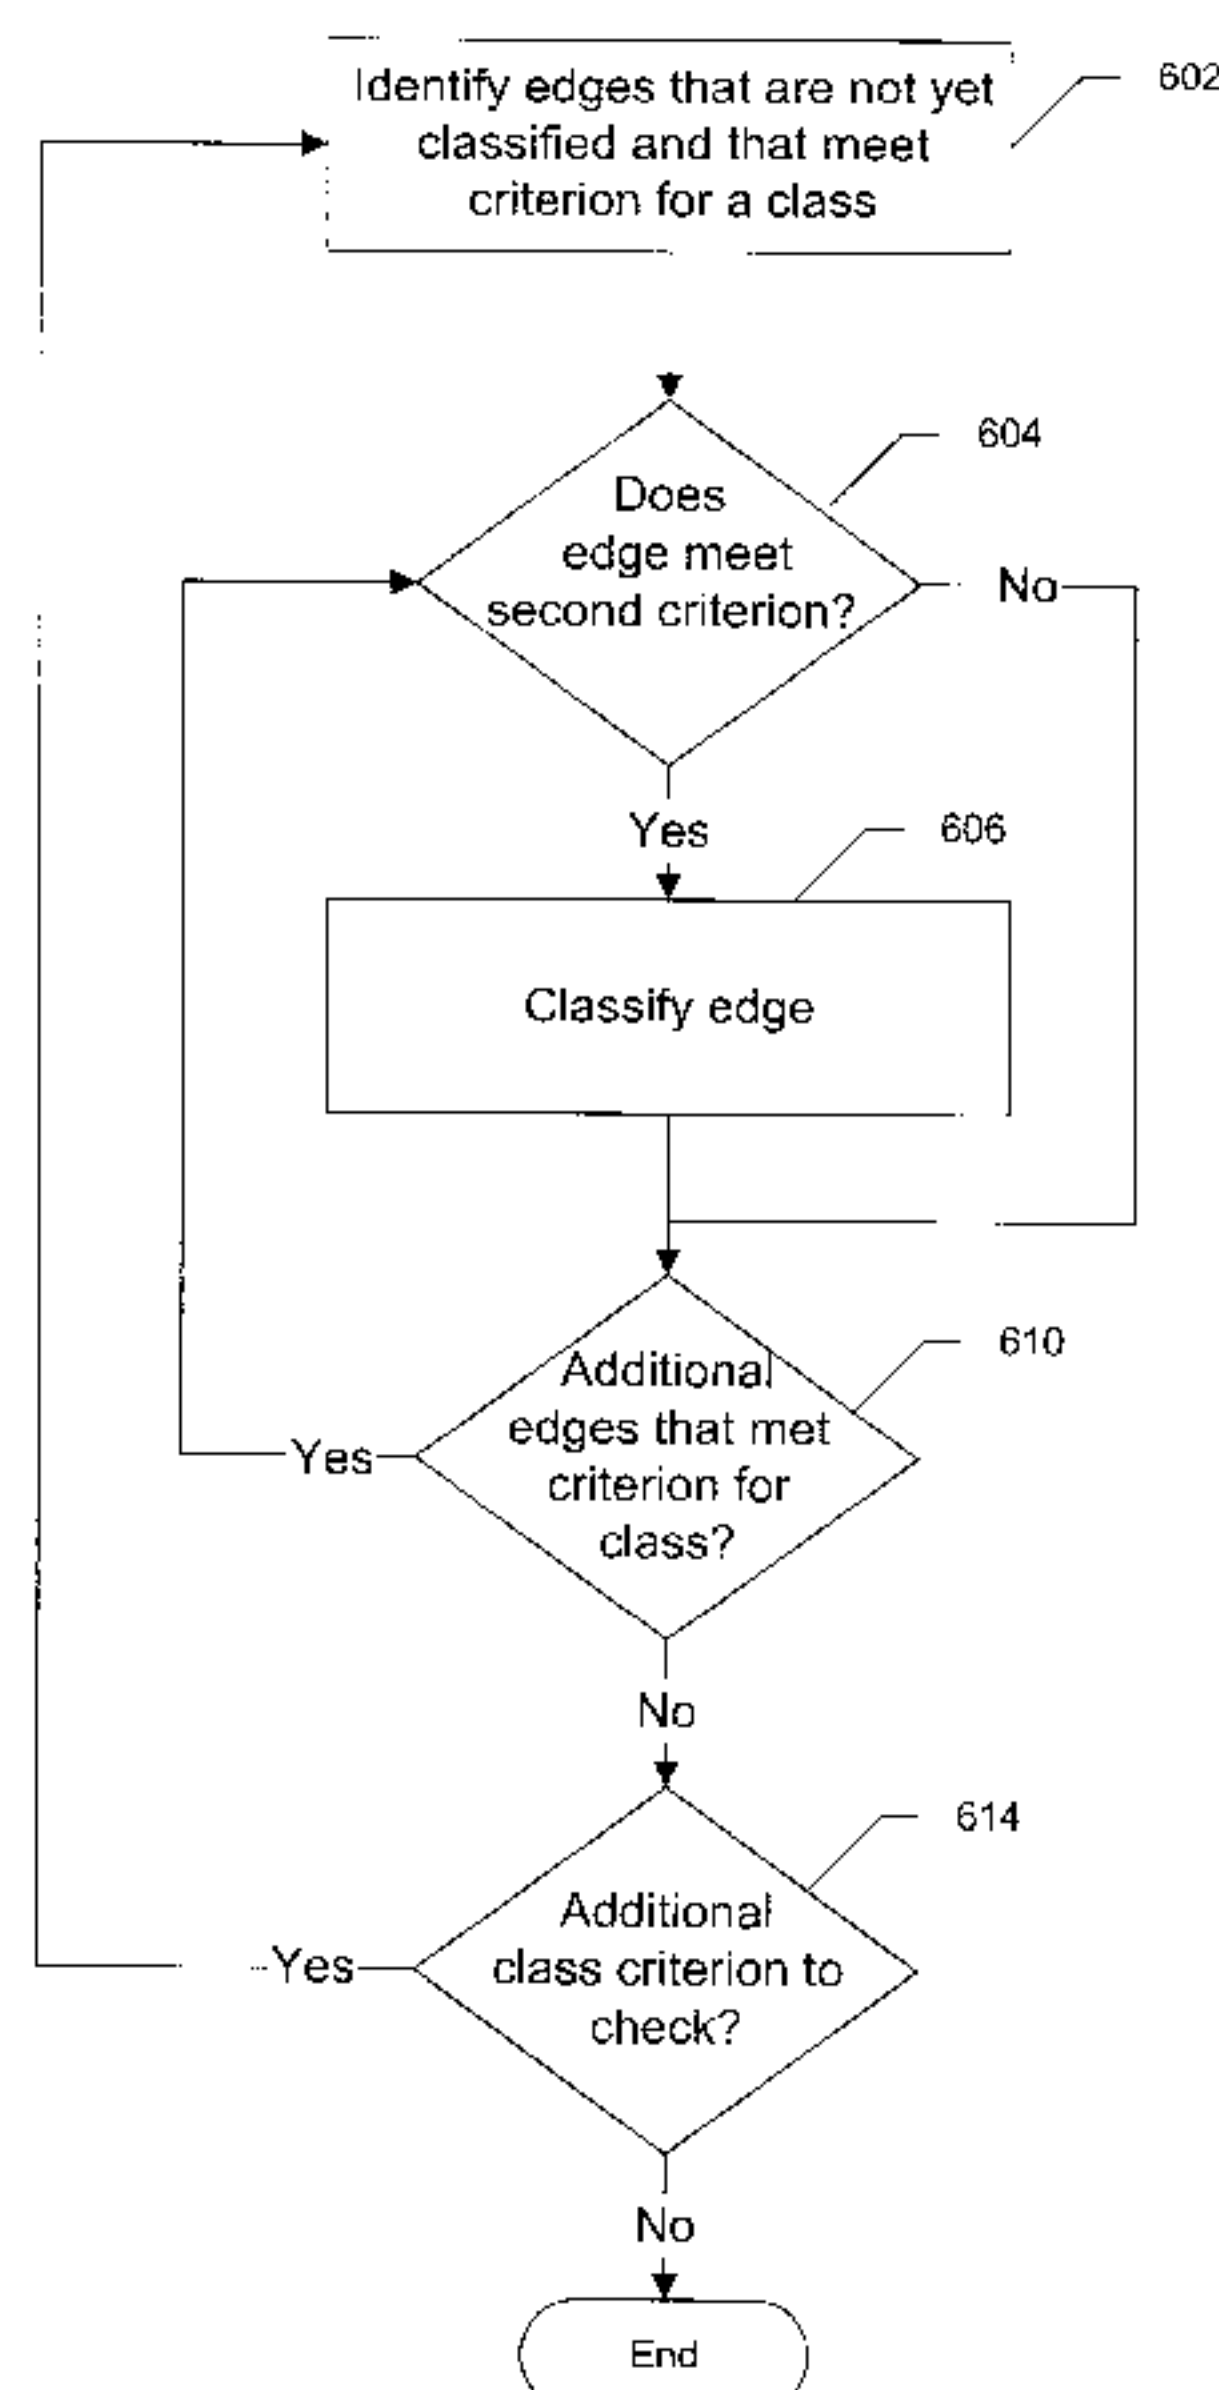 Identify edges that are not yet
classified and that meet
criterion for a class
602
604
Does
edge meet
second criterion?
No
Yes
606
Classify edge
610
Additional
edges that met
criterion for
class?
Yes
No
614
Additional
class criterion to
check?
Yes
No
End